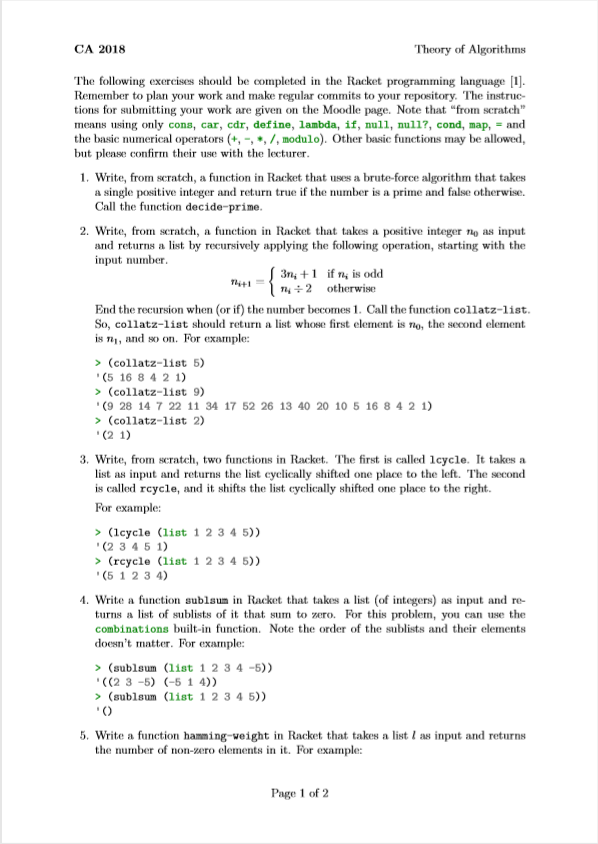 CA 2018 Theory of Algorithms
The following exercises should be completed in the Racket programming language [1].
Remember to plan your work and make regular commits to your repository. The instruc-
tions for submitting your work are given on the Moodle page. Note that “from scratch”
means using only cons, car, cdr, define, lambda, if, null, null?, cond, map, = and
the basic numerical operators (+, -, *, /, modulo). Other basic functions may be allowed,
but please confirm their use with the lecturer.
1. Write, from scratch, a function in Racket that uses a brute-force algorithm that takes
a single positive integer and return true if the number is a prime and false otherwise.
Call the function decide-prime.
2. Write, from scratch, a function in Racket that takes a positive integer n₀ as input
and returns a list by recursively applying the following operation, starting with the
input number.
nᵢ₊₁ = { 3nᵢ + 1 if nᵢ is odd
nᵢ ÷ 2 otherwise
End the recursion when (or if) the number becomes 1. Call the function collatz-list.
So, collatz-list should return a list whose first element is n₀, the second element
is n₁, and so on. For example:
> (collatz-list 5)
'(5 16 8 4 2 1)
> (collatz-list 9)
'(9 28 14 7 22 11 34 17 52 26 13 40 20 10 5 16 8 4 2 1)
> (collatz-list 2)
'(2 1)
3. Write, from scratch, two functions in Racket. The first is called lcycle. It takes a
list as input and returns the list cyclically shifted one place to the left. The second
is called rcycle, and it shifts the list cyclically shifted one place to the right.
For example:
> (lcycle (list 1 2 3 4 5))
'(2 3 4 5 1)
> (rcycle (list 1 2 3 4 5))
'(5 1 2 3 4)
4. Write a function sublsum in Racket that takes a list (of integers) as input and re-
turns a list of sublists of it that sum to zero. For this problem, you can use the
combinations built-in function. Note the order of the sublists and their elements
doesn’t matter. For example:
> (sublsum (list 1 2 3 4 -5))
'((2 3 -5) (-5 1 4))
> (sublsum (list 1 2 3 4 5))
'()
5. Write a function hamming-weight in Racket that takes a list l as input and returns
the number of non-zero elements in it. For example:
Page 1 of 2